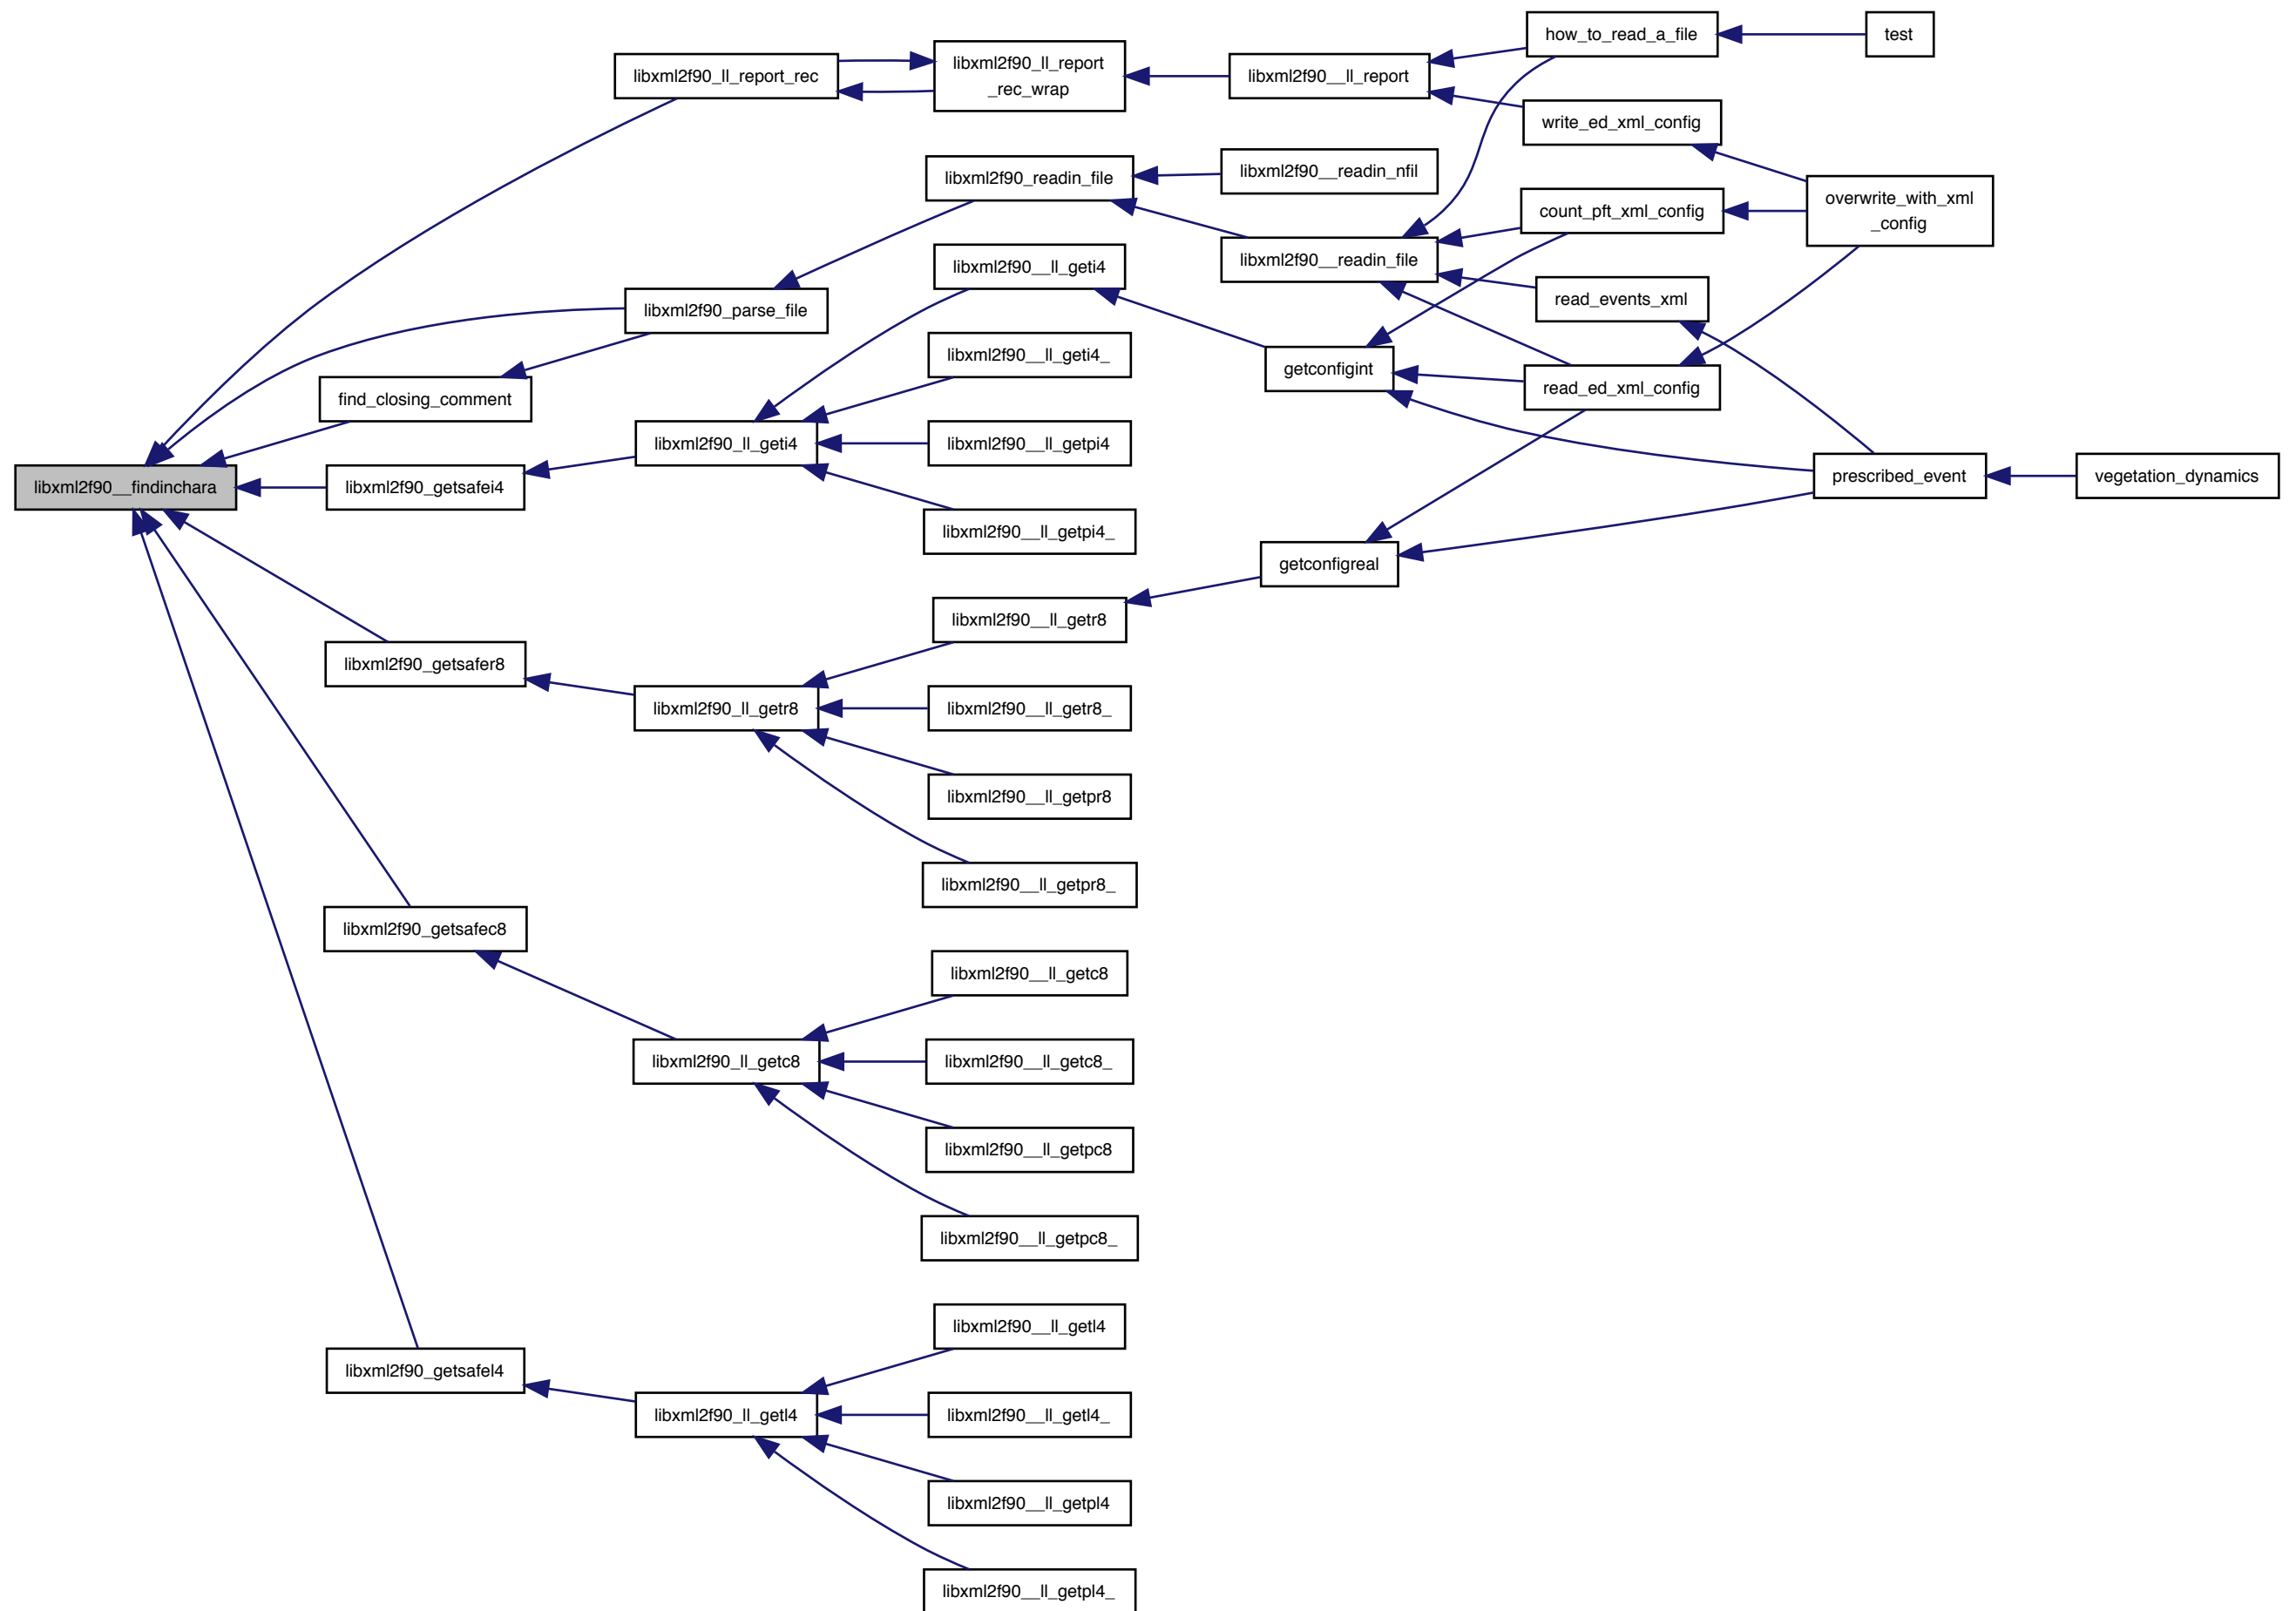 how_to_read_a_file
test
libxml2f90_ll_report_rec
libxml2f90_ll_report
_rec_wrap
libxml2f90__ll_report
write_ed_xml_config
libxml2f90_readin_file
libxml2f90__readin_nfil
count_pft_xml_config
overwrite_with_xml
_config
libxml2f90__ll_geti4
libxml2f90__readin_file
read_events_xml
libxml2f90_parse_file
libxml2f90__ll_geti4_
getconfigint
read_ed_xml_config
find_closing_comment
libxml2f90_ll_geti4
libxml2f90__ll_getpi4
libxml2f90__findinchara
libxml2f90_getsafei4
prescribed_event
vegetation_dynamics
libxml2f90__ll_getpi4_
getconfigreal
libxml2f90__ll_getr8
libxml2f90_getsafer8
libxml2f90_ll_getr8
libxml2f90__ll_getr8_
libxml2f90__ll_getpr8
libxml2f90__ll_getpr8_
libxml2f90_getsafec8
libxml2f90__ll_getc8
libxml2f90_ll_getc8
libxml2f90__ll_getc8_
libxml2f90__ll_getpc8
libxml2f90__ll_getpc8_
libxml2f90__ll_getl4
libxml2f90_getsafel4
libxml2f90_ll_getl4
libxml2f90__ll_getl4_
libxml2f90__ll_getpl4
libxml2f90__ll_getpl4_